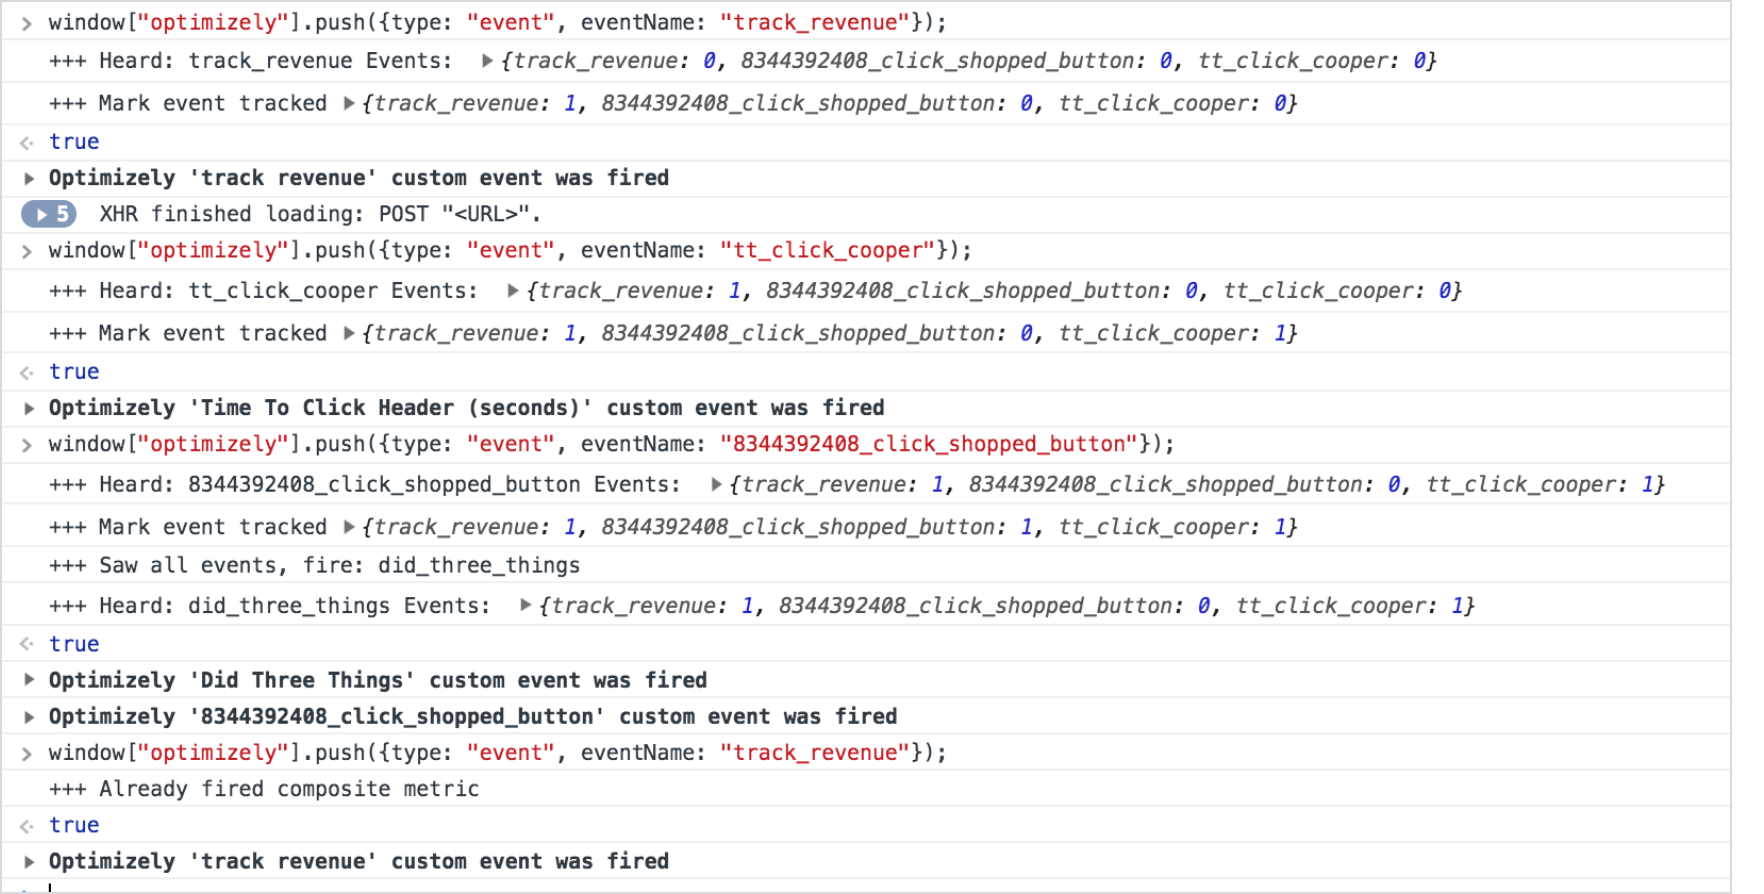 window["optimizely"].push({type: "event", eventName: "track_revenue"});
+++ Heard: track_revenue Events: {track_revenue: 0, 8344392408_click_shopped_button: 0, tt_click_cooper: 0}
+++ Mark event tracked {track_revenue: 1, 8344392408_click_shopped_button: 0, tt_click_cooper: 0}
true
Optimizely 'track revenue' custom event was fired
5 XHR finished loading: POST "<URL>".
window["optimizely"].push({type: "event", eventName: "tt_click_cooper"});
+++ Heard: tt_click_cooper Events: {track_revenue: 1, 8344392408_click_shopped_button: 0, tt_click_cooper: 0}
+++ Mark event tracked {track_revenue: 1, 8344392408_click_shopped_button: 0, tt_click_cooper: 1}
true
Optimizely 'Time To Click Header (seconds)' custom event was fired
window["optimizely"].push({type: "event", eventName: "8344392408_click_shopped_button"});
+++ Heard: 8344392408_click_shopped_button Events: {track_revenue: 1, 8344392408_click_shopped_button: 0, tt_click_cooper: 1}
+++ Mark event tracked {track_revenue: 1, 8344392408_click_shopped_button: 1, tt_click_cooper: 1}
+++ Saw all events, fire: did_three_things
+++ Heard: did_three_things Events: {track_revenue: 1, 8344392408_click_shopped_button: 0, tt_click_cooper: 1}
true
Optimizely 'Did Three Things' custom event was fired
Optimizely '8344392408_click_shopped_button' custom event was fired
window["optimizely"].push({type: "event", eventName: "track_revenue"});
+++ Already fired composite metric
true
Optimizely 'track revenue' custom event was fired